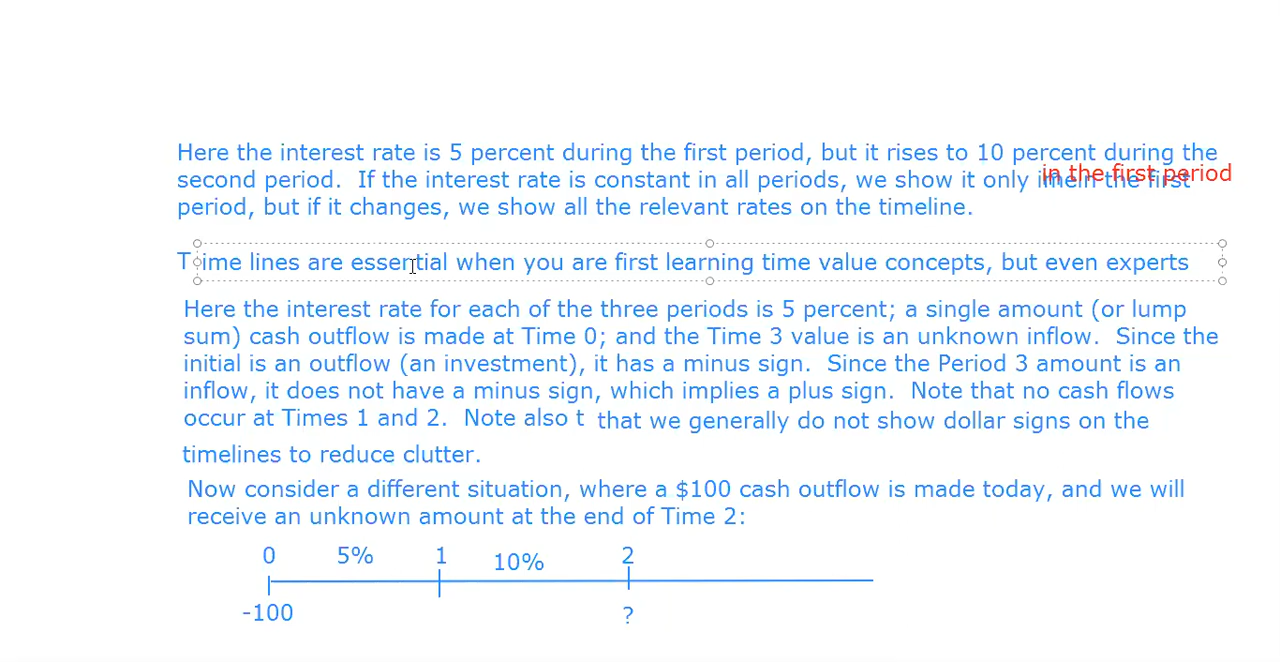 Here the interest rate is 5 percent during the first period, but it rises to 10 percent during the
second period.  If the interest rate is constant in all periods, we show it only in the first
in the first period
period, but if it changes, we show all the relevant rates on the timeline.
Time lines are essential when you are first learning time value concepts, but even experts
Here the interest rate for each of the three periods is 5 percent; a single amount (or lump
sum) cash outflow is made at Time 0; and the Time 3 value is an unknown inflow.  Since the
initial is an outflow (an investment), it has a minus sign.  Since the Period 3 amount is an
inflow, it does not have a minus sign, which implies a plus sign.  Note that no cash flows
occur at Times 1 and 2.  Note also t that we generally do not show dollar signs on the
timelines to reduce clutter.
Now consider a different situation, where a $100 cash outflow is made today, and we will
receive an unknown amount at the end of Time 2:
0 5% 1 10% 2
-100 ?